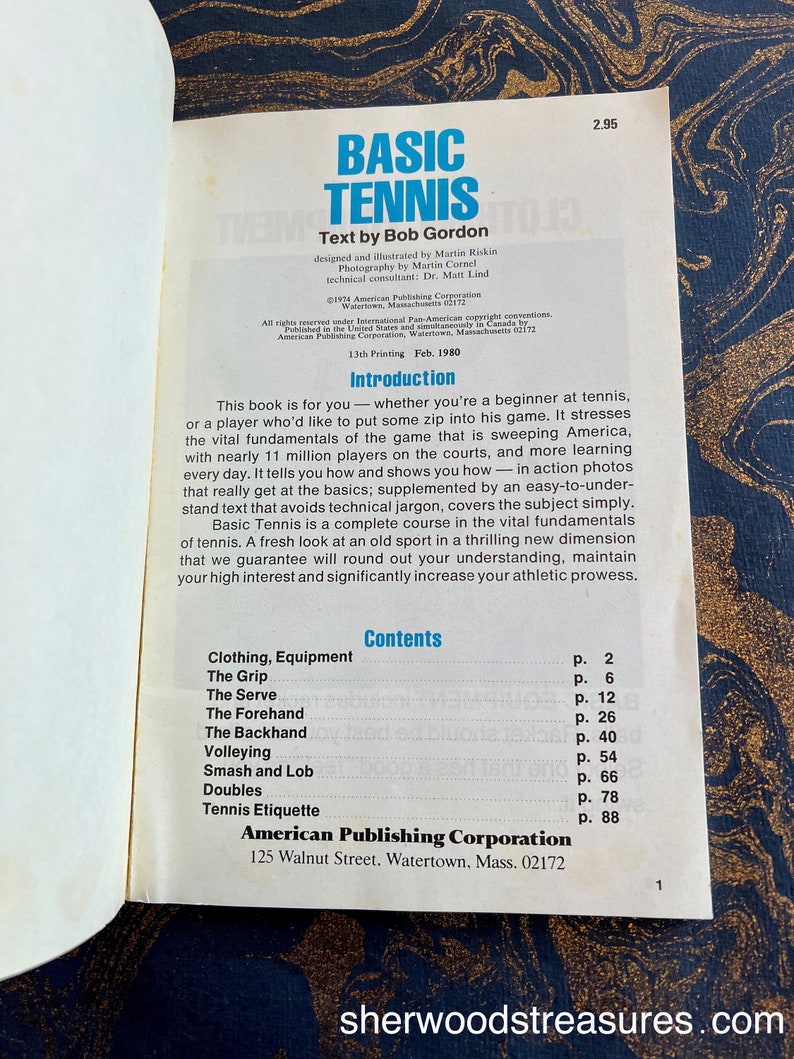 2.95
BASIC
TENNIS
Text by Bob Gordon
designed and illustrated by Martin Riskin
Photography by Martin Cornel
technical consultant: Dr. Matt Lind
©1974 American Publishing Corporation
Watertown, Massachusetts 02172
All rights reserved under International Pan-American copyright conventions.
Published in the United States and simultaneously in Canada by
American Publishing Corporation, Watertown, Massachusetts 02172
13th Printing Feb. 1980
Introduction
This book is for you — whether you're a beginner at tennis,
or a player who'd like to put some zip into his game. It stresses
the vital fundamentals of the game that is sweeping America,
with nearly 11 million players on the courts, and more learning
every day. It tells you how and shows you how — in action photos
that really get at the basics; supplemented by an easy-to-under-
stand text that avoids technical jargon, covers the subject simply.
Basic Tennis is a complete course in the vital fundamentals
of tennis. A fresh look at an old sport in a thrilling new dimension
that we guarantee will round out your understanding, maintain
your high interest and significantly increase your athletic prowess.
Contents
Clothing, Equipment p. 2
The Grip p. 6
The Serve p. 12
The Forehand p. 26
The Backhand p. 40
Volleying p. 54
Smash and Lob p. 66
Doubles p. 78
Tennis Etiquette p. 88
American Publishing Corporation
125 Walnut Street, Watertown, Mass. 02172
1
sherwoodstreasures.com